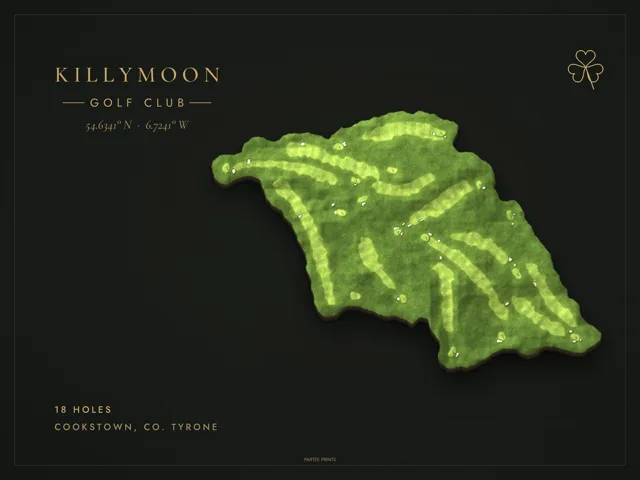 KILLYMOON
GOLF CLUB
54.6341° N · 6.7241° W
18 HOLES
COOKSTOWN, CO. TYRONE
PARTEE PRINTS